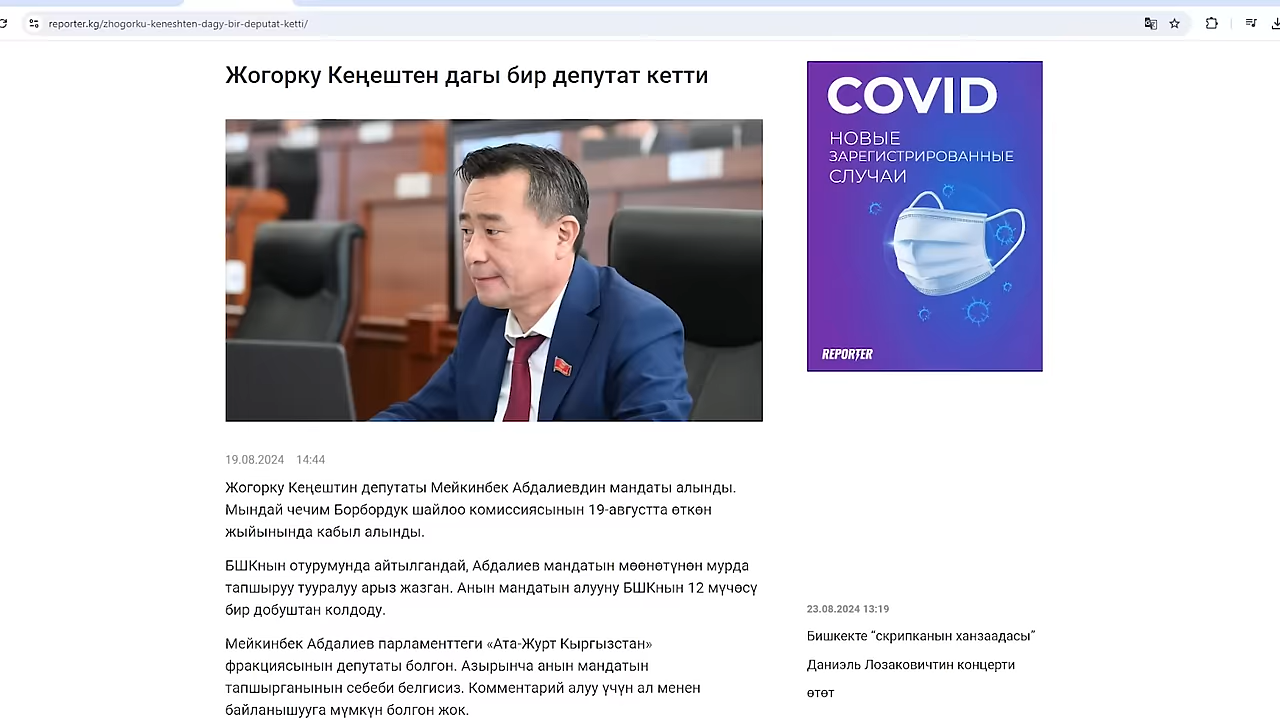 reporter.kg/zhogorku-keneshten-dagy-bir-deputat-ketti/
Жогорку Кеңештен дагы бир депутат кетти
19.08.2024 14:44
Жогорку Кеңештин депутаты Мейкинбек Абдалиевдин мандаты алынды.
Мындай чечим Борбордук шайлоо комиссиясынын 19-августта өткөн
жыйынында кабыл алынды.
БШКнын отурумунда айтылгандай, Абдалиев мандатын мөөнөтүнөн мурда
тапшыруу тууралуу арыз жазган. Анын мандатын алууну БШКнын 12 мүчөсү
бир добуштан колдоду.
Мейкинбек Абдалиев парламенттеги «Ата-Журт Кыргызстан»
фракциясынын депутаты болгон. Азырынча анын мандатын
тапшырганынын себеби белгисиз. Комментарий алуу үчүн ал менен
байланышууга мүмкүн болгон жок.
COVID
НОВЫЕ
ЗАРЕГИСТРИРОВАННЫЕ
СЛУЧАИ
REPORTER
23.08.2024 13:19
Бишкекте “скрипканын ханзаадасы”
Даниэль Лозаковичтин концерти
өтөт